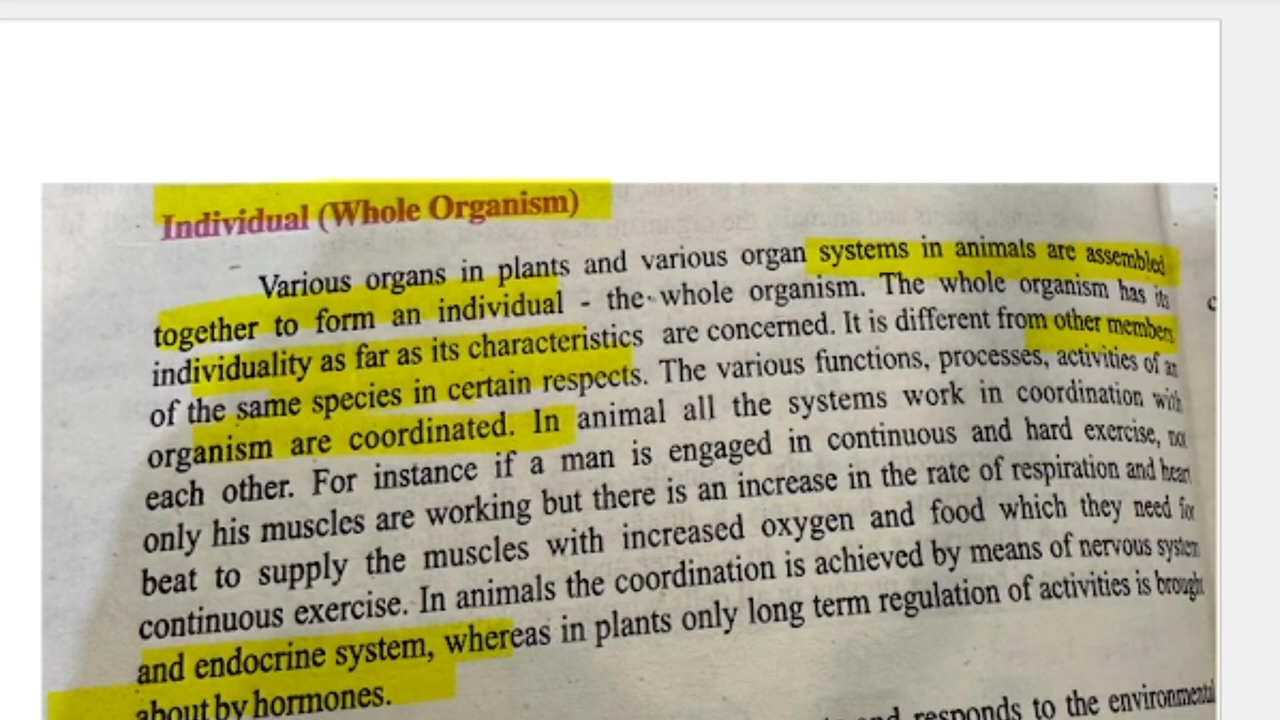 Individual (Whole Organism)
Various organs in plants and various organ systems in animals are assembled
together to form an individual - the whole organism. The whole organism has its
individuality as far as its characteristics are concerned. It is different from other members
of the same species in certain respects. The various functions, processes, activities of an
organism are coordinated. In animal all the systems work in coordination with
each other. For instance if a man is engaged in continuous and hard exercise, not
only his muscles are working but there is an increase in the rate of respiration and heart
beat to supply the muscles with increased oxygen and food which they need for
continuous exercise. In animals the coordination is achieved by means of nervous system
and endocrine system, whereas in plants only long term regulation of activities is brought
about by hormones.
and responds to the environmental